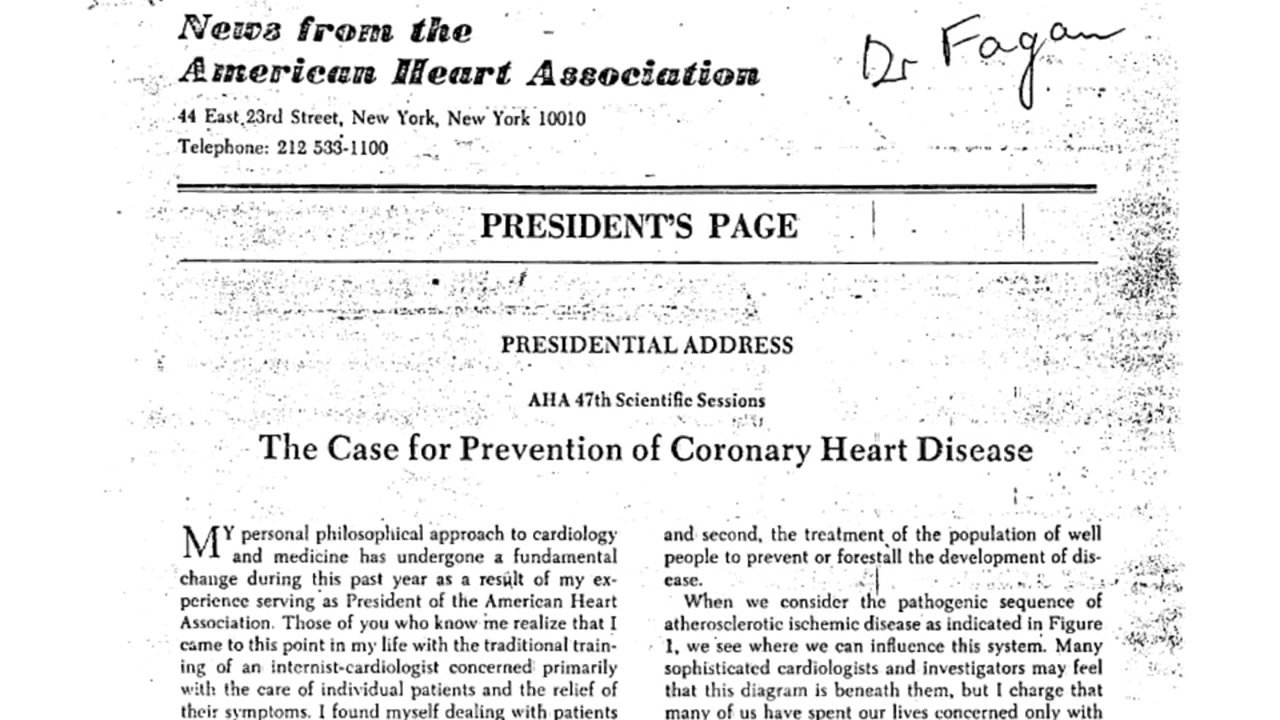 News from the
American Heart Association
Dr Fagan
44 East 23rd Street, New York, New York 10010
Telephone: 212 533-1100
PRESIDENT'S PAGE
PRESIDENTIAL ADDRESS
AHA 47th Scientific Sessions
The Case for Prevention of Coronary Heart Disease
MY personal philosophical approach to cardiology
and medicine has undergone a fundamental
change during this past year as a result of my ex-
perience serving as President of the American Heart
Association. Those of you who know me realize that I
came to this point in my life with the traditional train-
ing of an internist-cardiologist concerned primarily
with the care of individual patients and the relief of
their symptoms. I found myself dealing with patients
and second, the treatment of the population of well
people to prevent or forestall the development of dis-
ease.
When we consider the pathogenic sequence of
atherosclerotic ischemic disease as indicated in Figure
1, we see where we can influence this system. Many
sophisticated cardiologists and investigators may feel
that this diagram is beneath them, but I charge that
many of us have spent our lives concerned only with